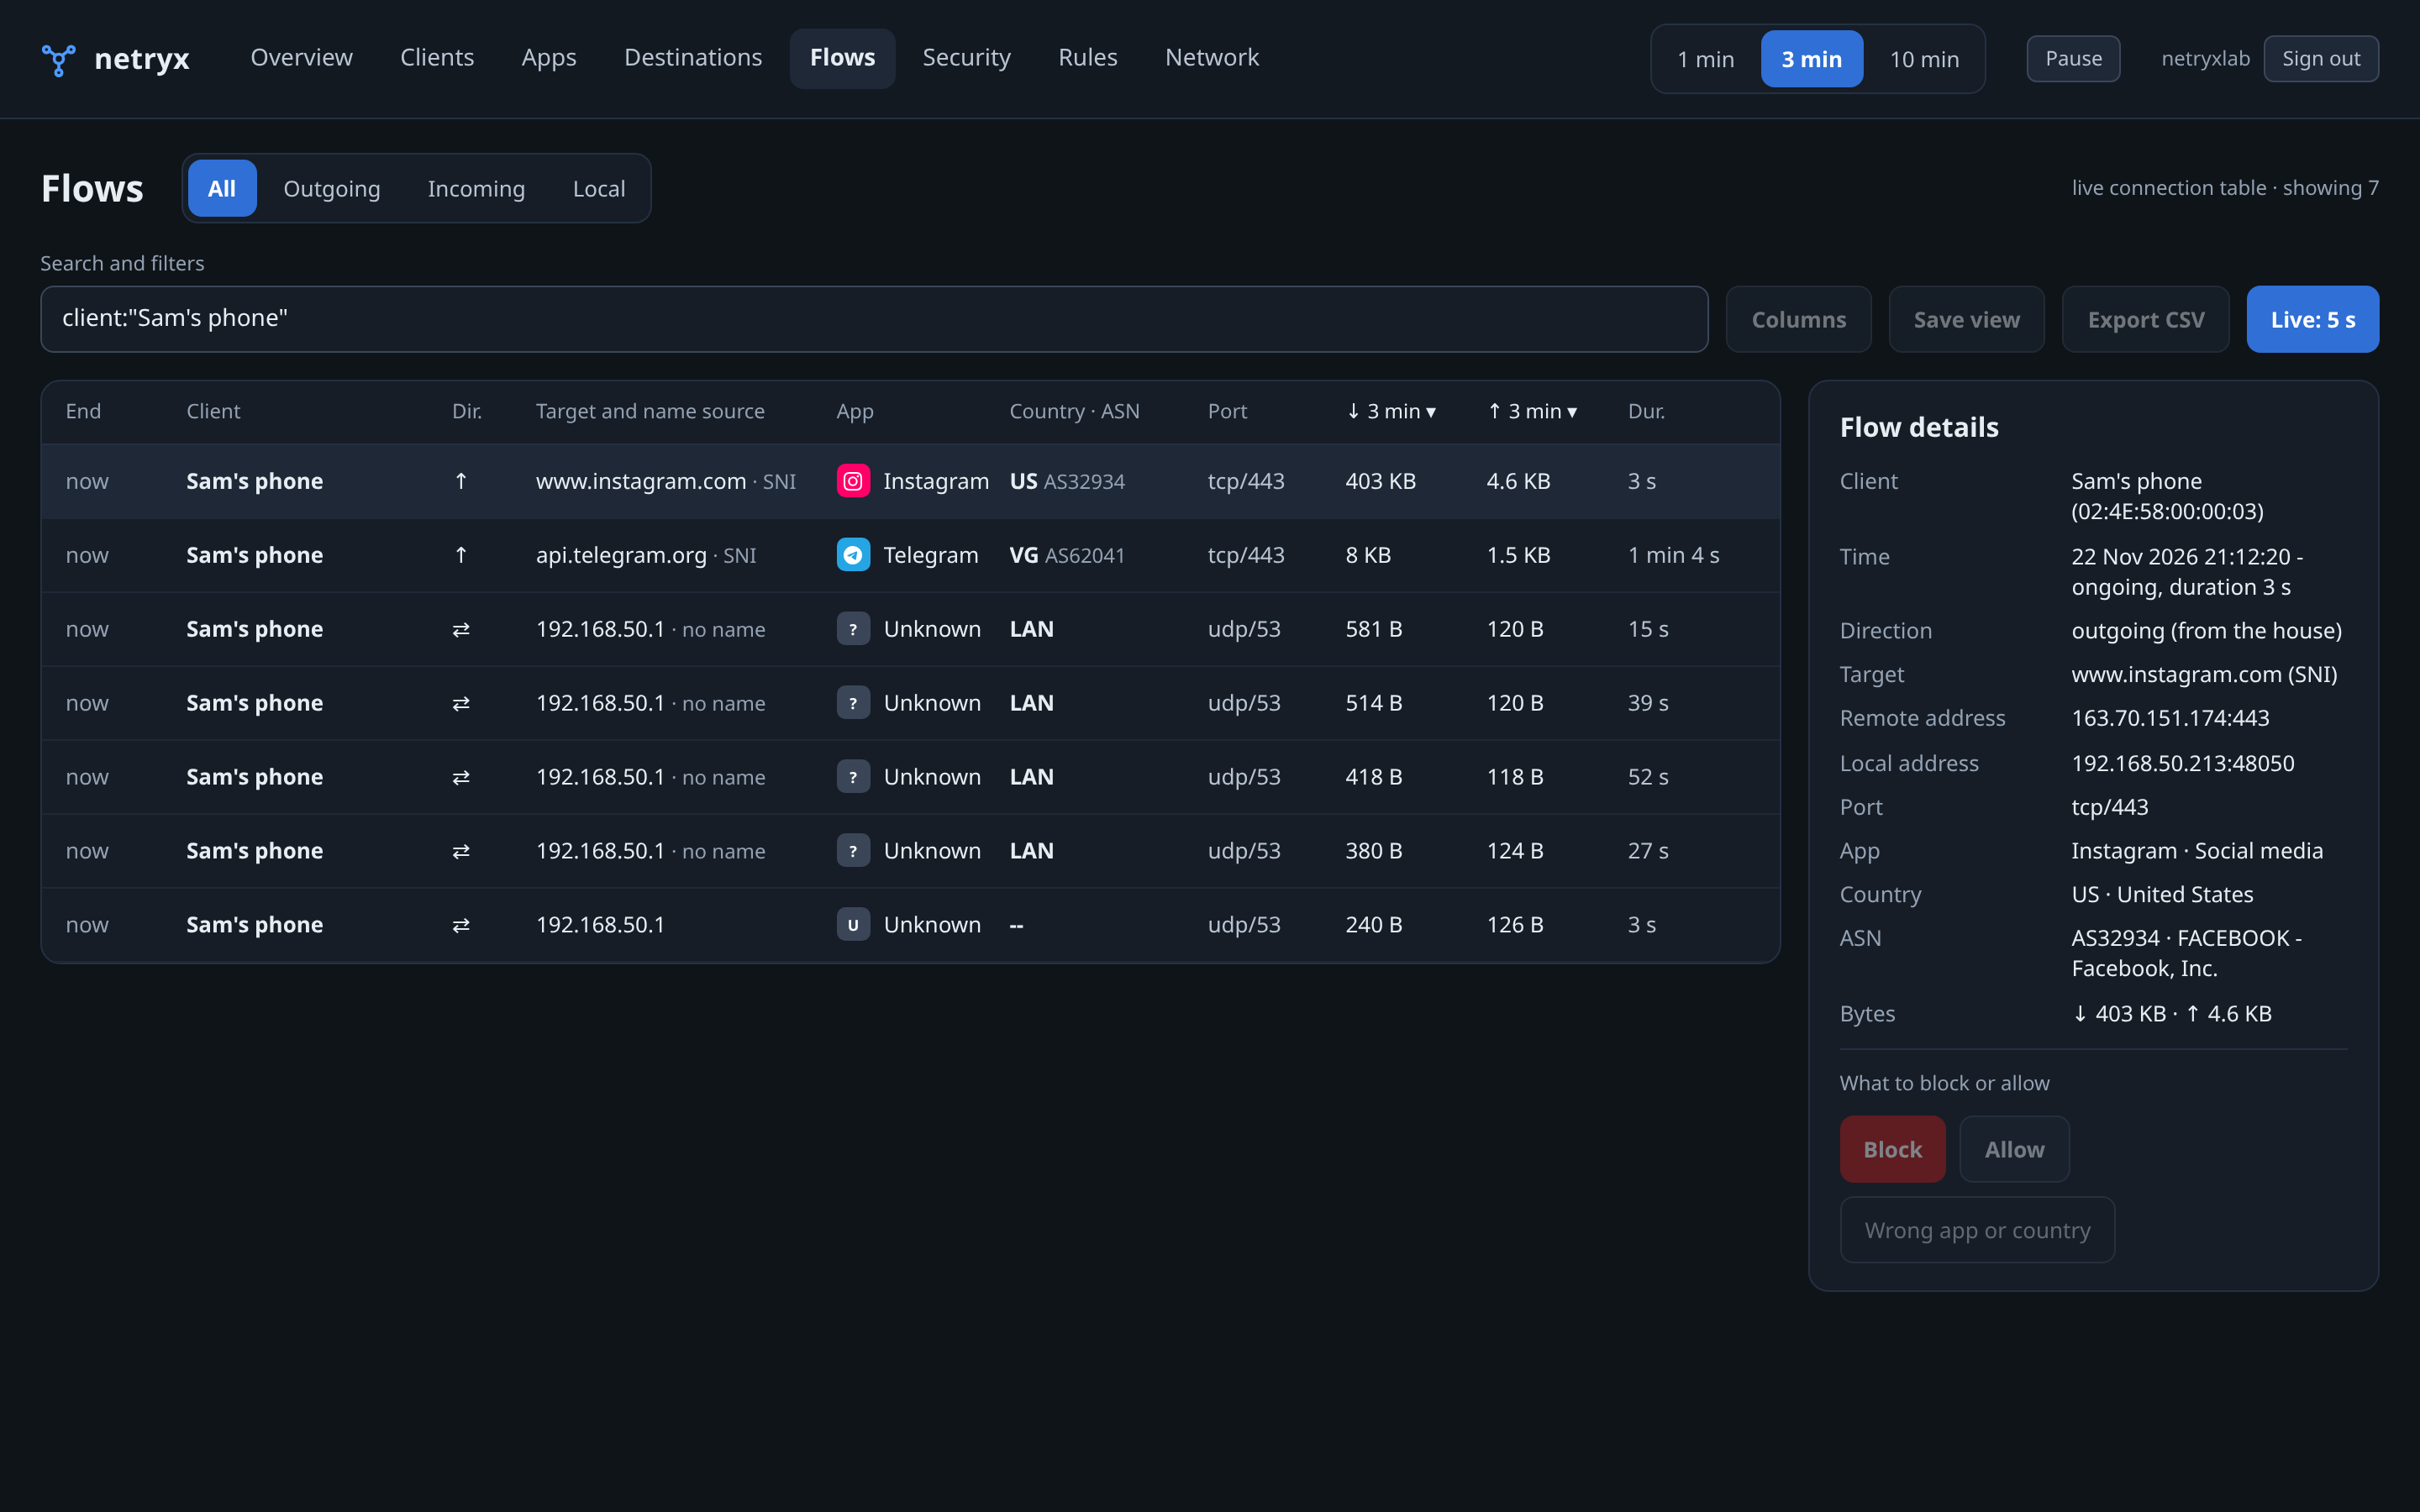 netryx Overview Clients Apps Destinations Flows Security Rules Network 1 min 3 min 10 min Pause netryxlab Sign out
Flows All Outgoing Incoming Local live connection table · showing 7
Search and filters
client:"Sam's phone" Columns Save view Export CSV Live: 5 s
End Client Dir. Target and name source App Country · ASN Port ↓ 3 min ▾ ↑ 3 min ▾ Dur.
now Sam's phone ↑ www.instagram.com · SNI Instagram US AS32934 tcp/443 403 KB 4.6 KB 3 s
now Sam's phone ↑ api.telegram.org · SNI Telegram VG AS62041 tcp/443 8 KB 1.5 KB 1 min 4 s
now Sam's phone ⇄ 192.168.50.1 · no name ? Unknown LAN udp/53 581 B 120 B 15 s
now Sam's phone ⇄ 192.168.50.1 · no name ? Unknown LAN udp/53 514 B 120 B 39 s
now Sam's phone ⇄ 192.168.50.1 · no name ? Unknown LAN udp/53 418 B 118 B 52 s
now Sam's phone ⇄ 192.168.50.1 · no name ? Unknown LAN udp/53 380 B 124 B 27 s
now Sam's phone ⇄ 192.168.50.1 U Unknown -- udp/53 240 B 126 B 3 s
Flow details
Client Sam's phone
(02:4E:58:00:00:03)
Time 22 Nov 2026 21:12:20 -
ongoing, duration 3 s
Direction outgoing (from the house)
Target www.instagram.com (SNI)
Remote address 163.70.151.174:443
Local address 192.168.50.213:48050
Port tcp/443
App Instagram · Social media
Country US · United States
ASN AS32934 · FACEBOOK -
Facebook, Inc.
Bytes ↓ 403 KB · ↑ 4.6 KB
What to block or allow
Block Allow
Wrong app or country